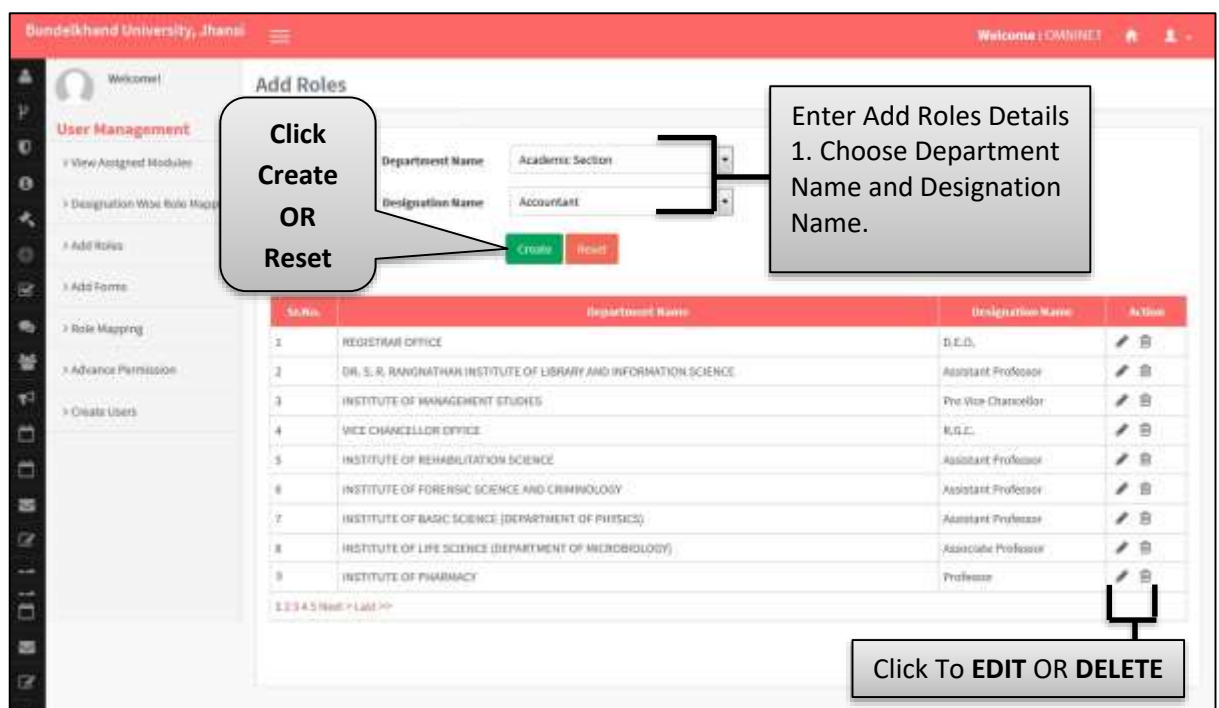 Bundelkhand University, Jhansi
Welcome : OMNINET
Welcome!
Add Roles
User Management
> View Assigned Modules
> Designation Wise Role Mapp
> Add Roles
> Add Forms
> Role Mapping
> Advance Permission
> Create Users
Click
Create
OR
Reset
Department Name Academic Section
Designation Name Accountant
Create Reset
Enter Add Roles Details
1. Choose Department
Name and Designation
Name.
Sr.No. Department Name Designation Name Action
1 REGISTRAR OFFICE D.E.O.
2 DR. S. R. RANGNATHAN INSTITUTE OF LIBRARY AND INFORMATION SCIENCE Assistant Professor
3 INSTITUTE OF MANAGEMENT STUDIES Pro Vice Chancellor
4 VICE CHANCELLOR OFFICE R.G.C.
5 INSTITUTE OF REHABILITATION SCIENCE Assistant Professor
6 INSTITUTE OF FORENSIC SCIENCE AND CRIMINOLOGY Assistant Professor
7 INSTITUTE OF BASIC SCIENCE (DEPARTMENT OF PHYSICS) Assistant Professor
8 INSTITUTE OF LIFE SCIENCE (DEPARTMENT OF MICROBIOLOGY) Associate Professor
9 INSTITUTE OF PHARMACY Professor
1 2 3 4 5 Next > Last >>
Click To EDIT OR DELETE